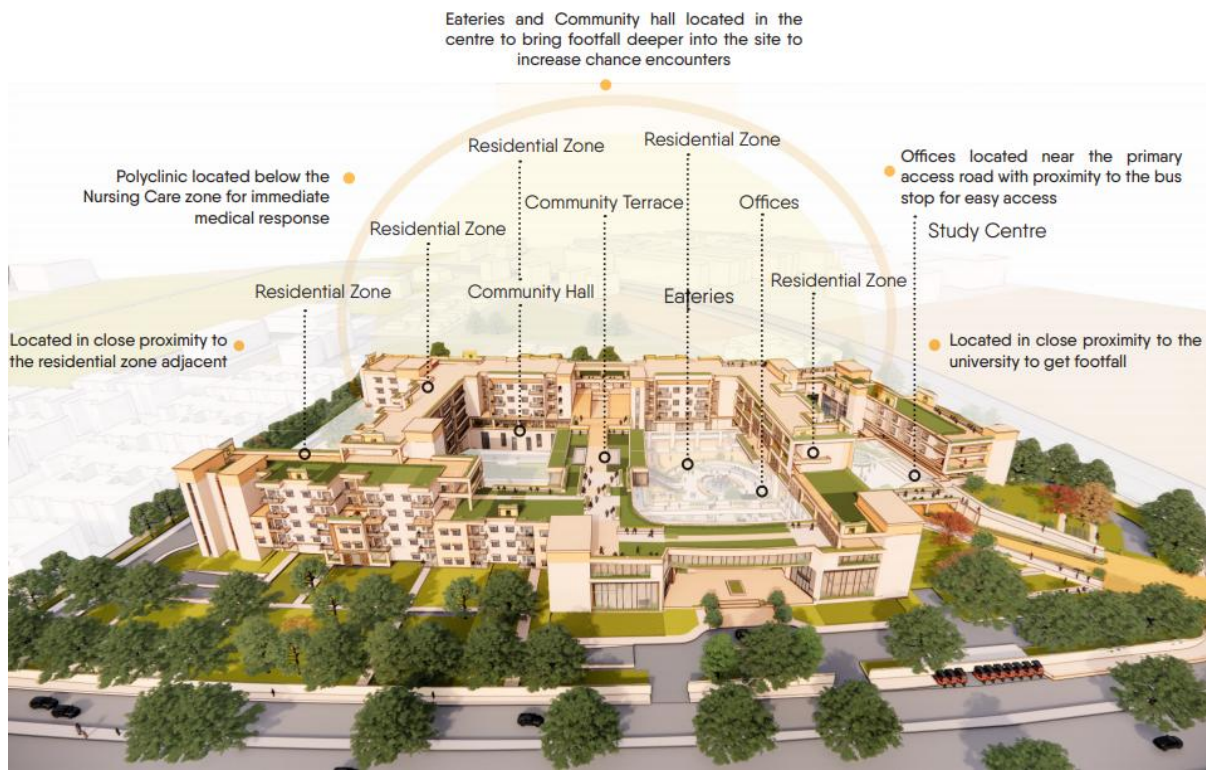 Eateries and Community hall located in the
centre to bring footfall deeper into the site to
increase chance encounters
Residential Zone
Residential Zone
Polyclinic located below the
Nursing Care zone for immediate
medical response
Offices located near the primary
access road with proximity to the bus
stop for easy access
Community Terrace
Offices
Residential Zone
Study Centre
Residential Zone
Community Hall
Eateries
Residential Zone
Located in close proximity to
the residential zone adjacent
Located in close proximity to the
university to get footfall